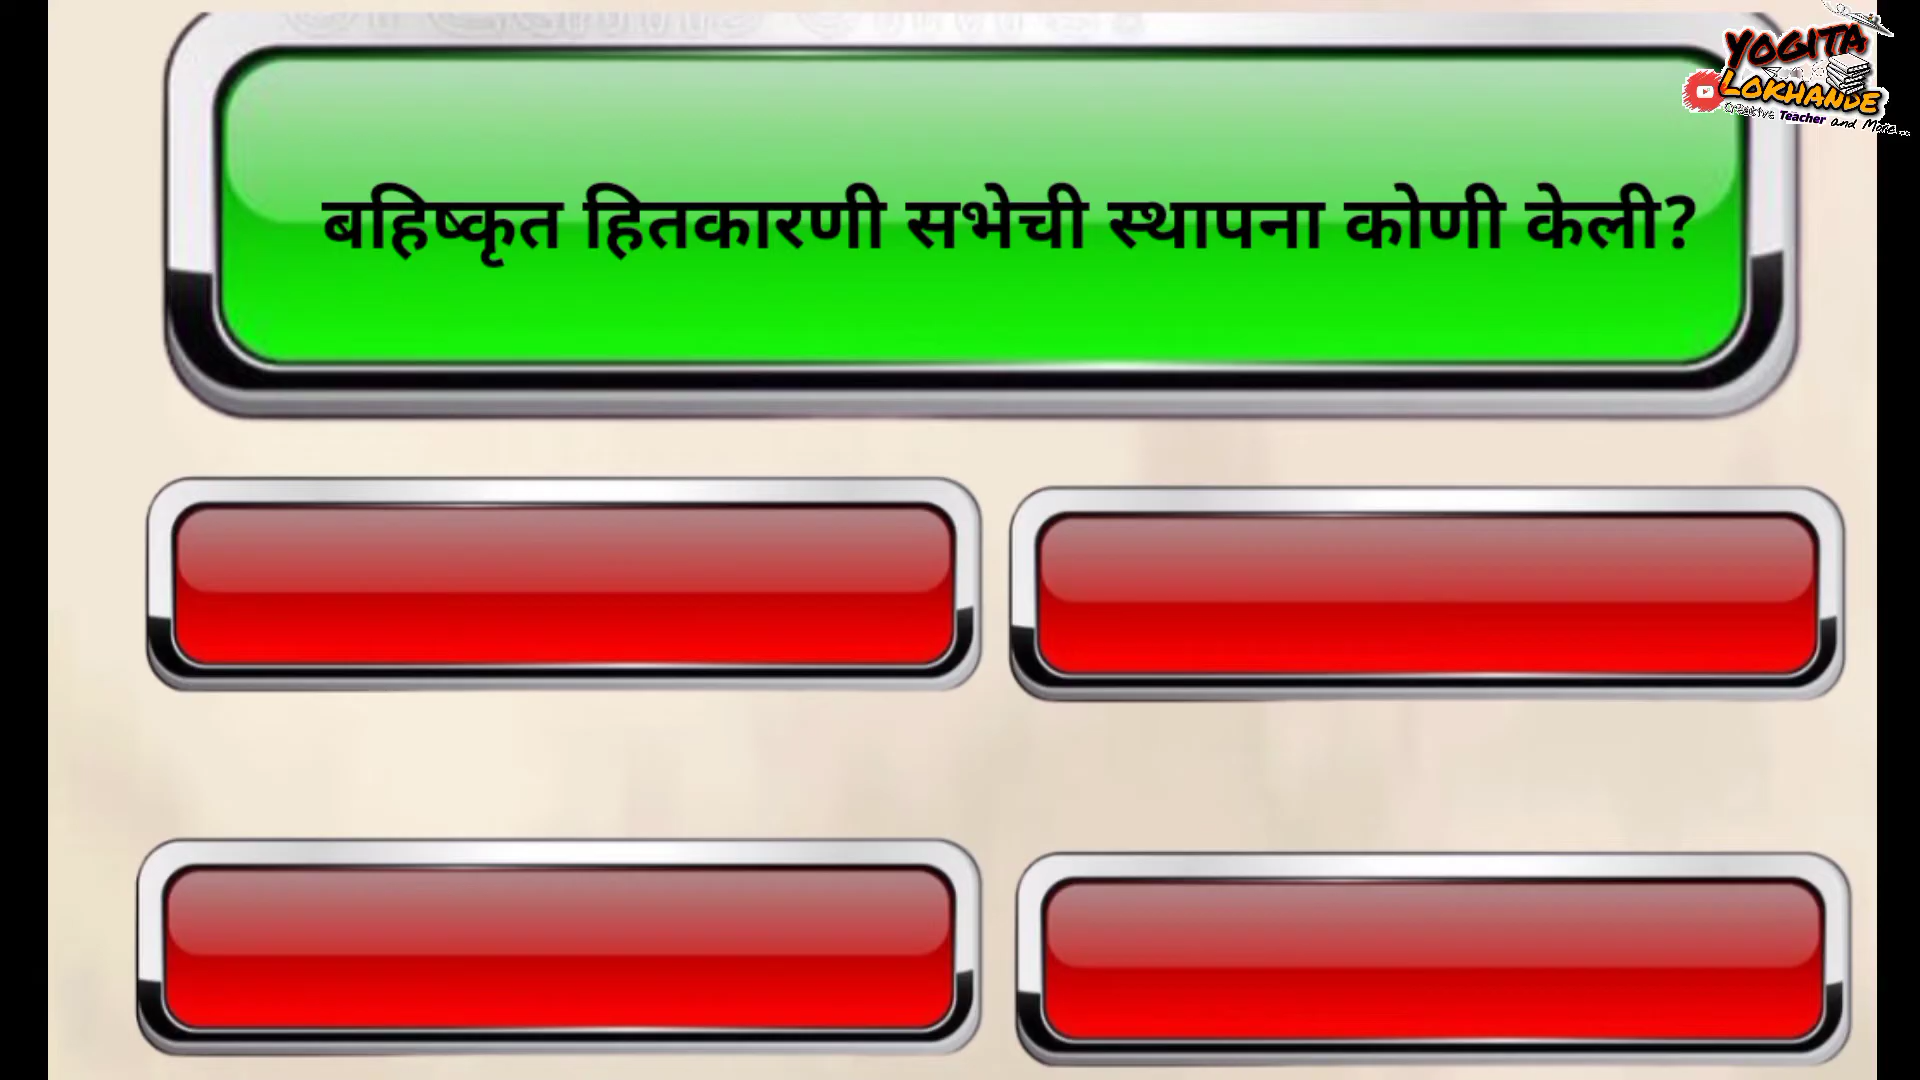 YOGITA
LOKHANDE
Creative Teacher and More...
बहिष्कृत हितकारणी सभेची स्थापना कोणी केली?